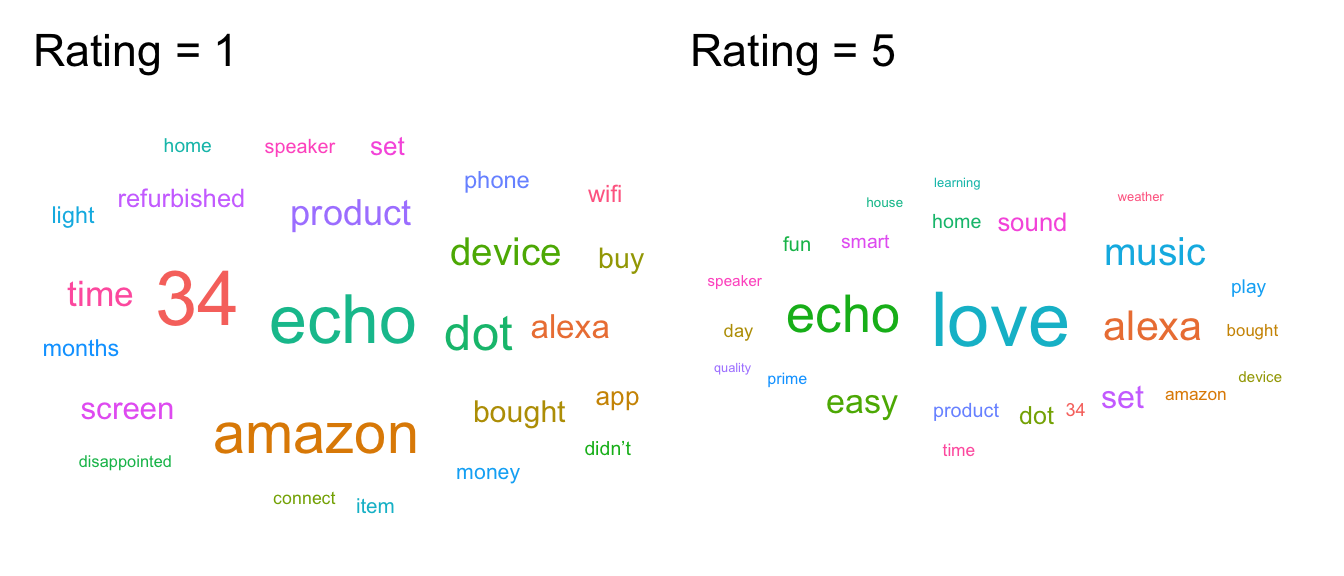 Rating = 1
home speaker set
phone
wifi
light refurbished product
device buy
time 34 echo dot alexa
months
screen amazon bought app
didn’t
disappointed money
connect item
Rating = 5
learning
house weather
fun smart home sound
music
speaker play
echo love alexa
day bought
quality prime device
easy product dot 34 set amazon
time